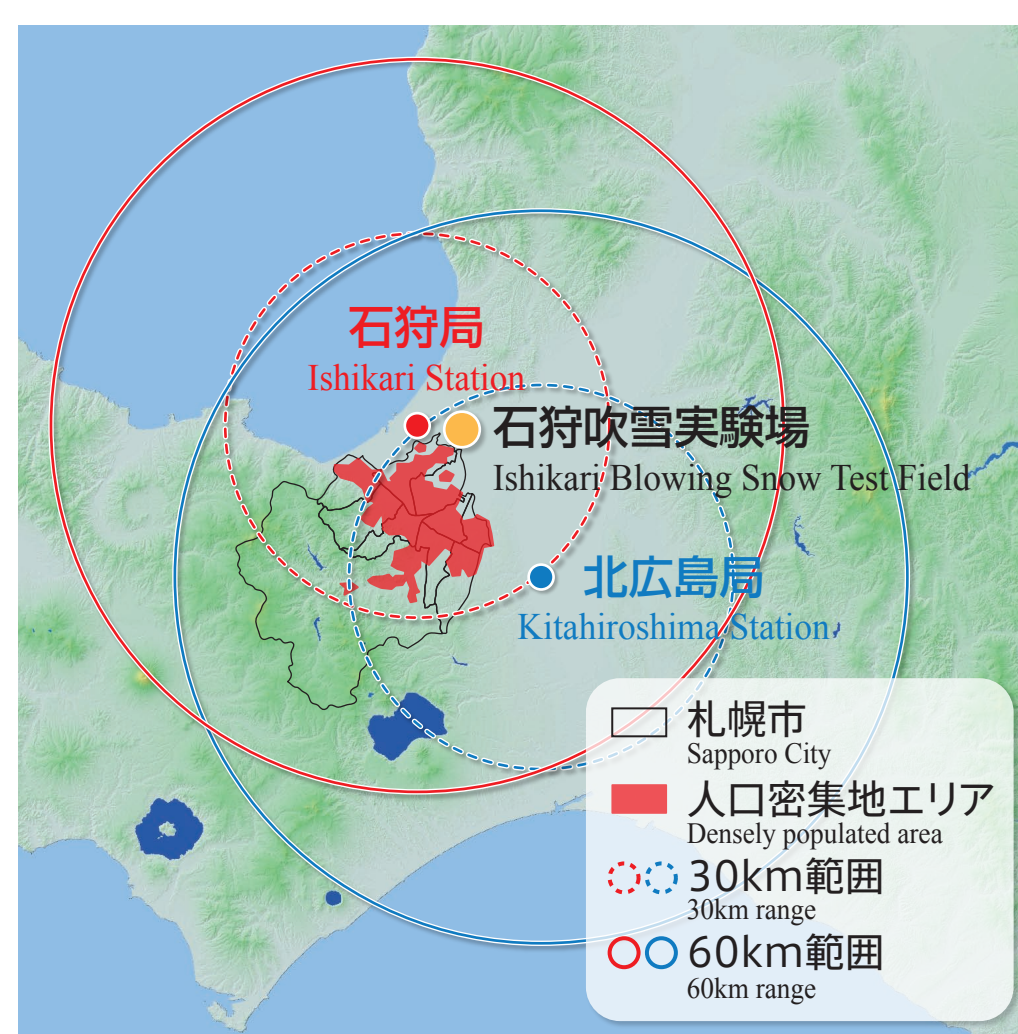 石狩局
Ishikari Station
石狩吹雪実験場
Ishikari Blowing Snow Test Field
北広島局
Kitahiroshima Station
札幌市
Sapporo City
人口密集地エリア
Densely populated area
30km範囲
30km range
60km範囲
60km range